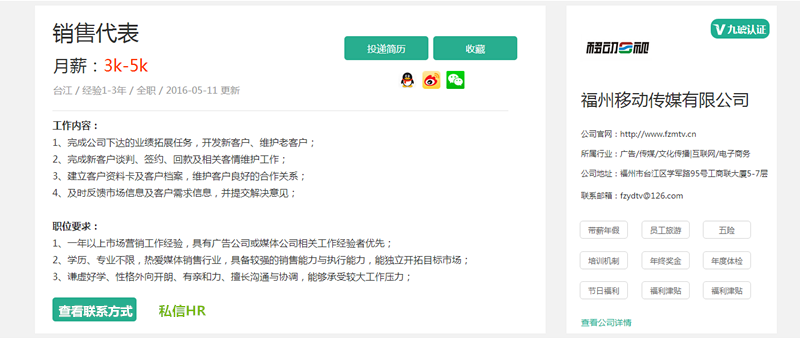 销售代表
月薪：3k-5k
台江 / 经验1-3年 / 全职 / 2016-05-11 更新
投递简历
收藏
工作内容：
1、完成公司下达的业绩拓展任务，开发新客户、维护老客户；
2、完成新客户谈判、签约、回款及相关客情维护工作；
3、建立客户资料卡及客户档案，维护客户良好的合作关系；
4、及时反馈市场信息及客户需求信息，并提交解决意见；
职位要求：
1、一年以上市场营销工作经验，具有广告公司或媒体公司相关工作经验者优先；
2、学历、专业不限，热爱媒体销售行业，具备较强的销售能力与执行能力，能独立开拓目标市场；
3、谦虚好学、性格外向开朗、有亲和力、擅长沟通与协调，能够承受较大工作压力；
查看联系方式
私信HR
九城认证
移动视
福州移动传媒有限公司
公司官网：http://www.fzmtv.cn
所属行业：广告/传媒/文化传播|互联网/电子商务
公司地址：福州市台江区学军路95号工商联大厦5-7层
联系邮箱：fzydtv@126.com
带薪年假
员工旅游
五险
培训机制
年终奖金
年度体检
节日福利
福利津贴
福利津贴
查看公司详情